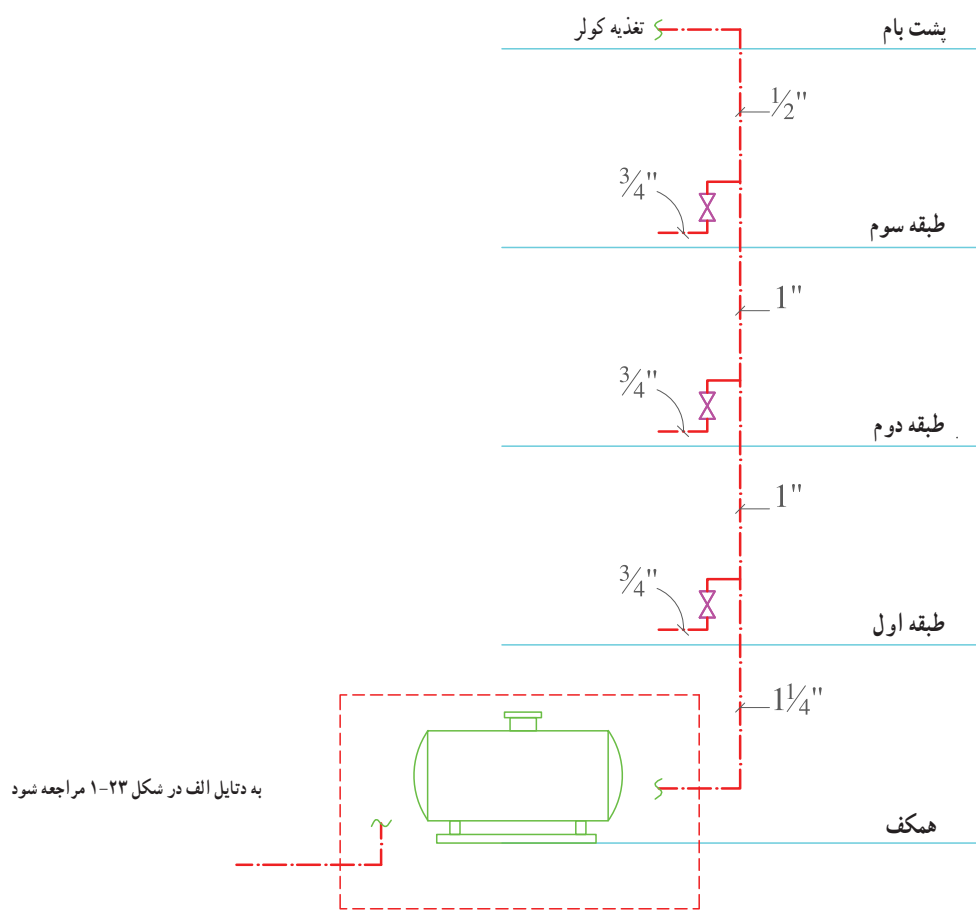 پشت بام
تغذیه کولر
1/2"
3/4"
طبقه سوم
1"
3/4"
طبقه دوم
1"
3/4"
طبقه اول
1 1/4"
به دتایل الف در شکل ۲۳-۱ مراجعه شود
همکف